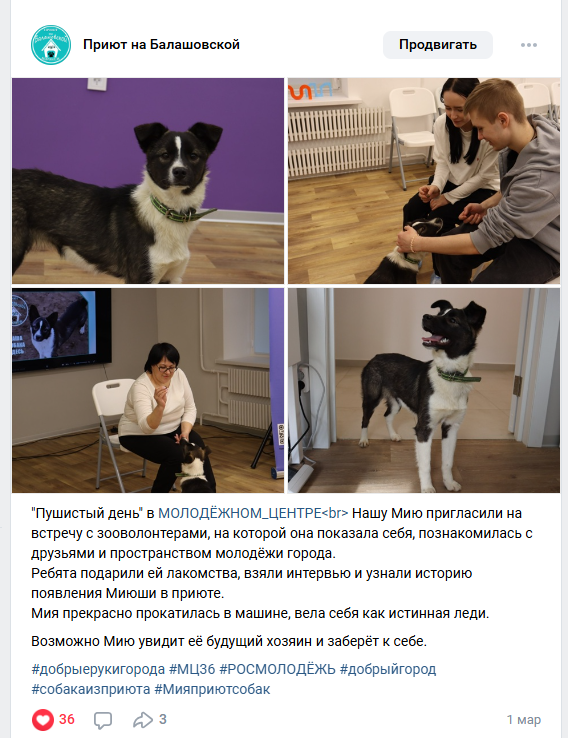 Приют на Балашовской
Продвигать
"Пушистый день" в МОЛОДЁЖНОМ_ЦЕНТРЕ<br> Нашу Мию пригласили на
встречу с зооволонтерами, на которой она показала себя, познакомилась с
друзьями и пространством молодёжи города.
Ребята подарили ей лакомства, взяли интервью и узнали историю
появления Миюши в приюте.
Мия прекрасно прокатилась в машине, вела себя как истинная леди.
Возможно Мию увидит её будущий хозяин и заберёт к себе.
#добрыерукигорода #МЦ36 #РОСМОЛОДЁЖЬ #добрыйгород
#собакаизприюта #Мияприютсобак
36
3
1 мар